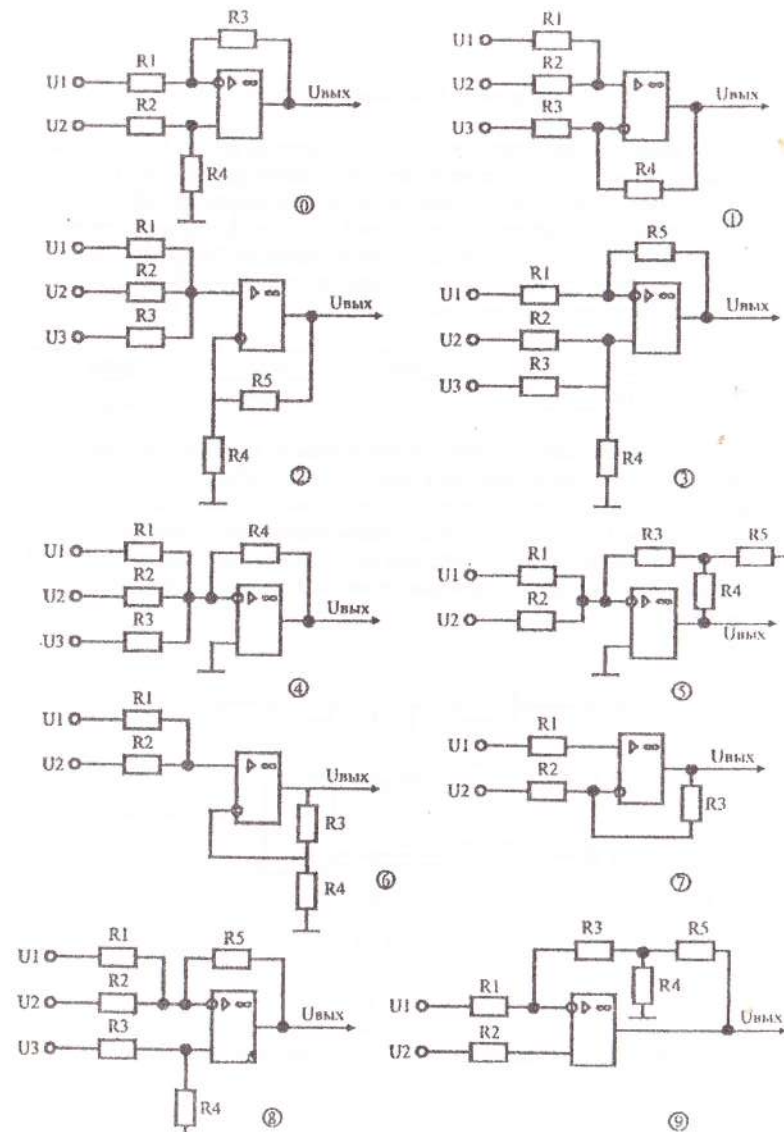 R3
U1 R1 ▷ ∞
U2 R2 Uвых
R4
0
R1
U1
R2
U2 ▷ ∞ Uвых
R3
U3
R4
1
R1
U1
R2
U2 ▷ ∞ Uвых
R3
U3
R5
R4
2
R5
R1
U1 ▷ ∞
R2 Uвых
U2
R3
U3
R4
3
R1 R4
U1
R2
U2 ▷ ∞ Uвых
R3
U3
4
R3 R5
R1
U1 R4
R2 ▷ ∞
U2 Uвых
5
R1
U1
R2
U2 ▷ ∞ Uвых
R3
R4
6
R1
U1 ▷ ∞ Uвых
R2
U2 R3
7
R1 R5
U1
R2
U2 ▷ ∞ Uвых
R3
U3
R4
8
R3 R5
R1 R4
U1 ▷ ∞
R2 Uвых
U2
9